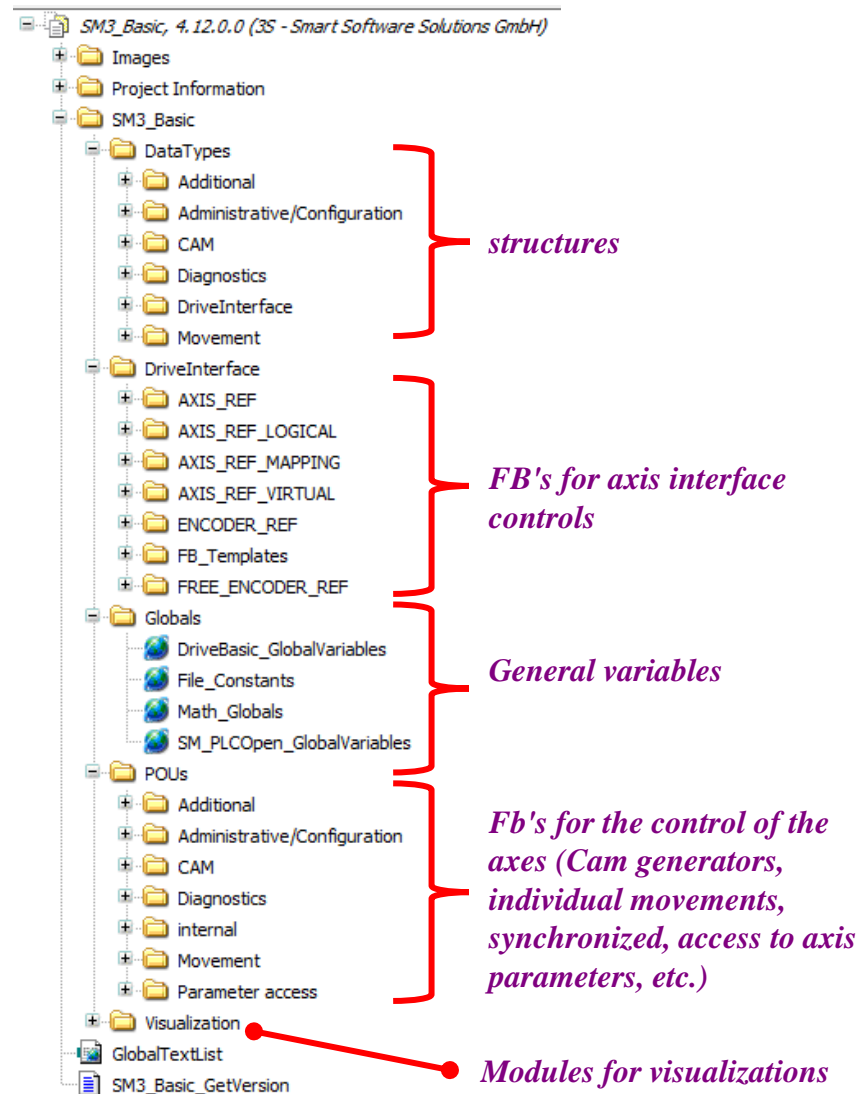 SM3_Basic, 4.12.0.0 (3S - Smart Software Solutions GmbH)
Images
Project Information
SM3_Basic
DataTypes
Additional
Administrative/Configuration
CAM
structures
Diagnostics
DriveInterface
Movement
DriveInterface
AXIS_REF
AXIS_REF_LOGICAL
AXIS_REF_MAPPING
AXIS_REF_VIRTUAL
FB's for axis interface
controls
ENCODER_REF
FB_Templates
FREE_ENCODER_REF
Globals
DriveBasic_GlobalVariables
File_Constants
General variables
Math_Globals
SM_PLCOpen_GlobalVariables
POUs
Additional
Administrative/Configuration
CAM
Diagnostics
internal
Movement
Parameter access
Fb's for the control of the
axes (Cam generators,
individual movements,
synchronized, access to axis
parameters, etc.)
Visualization
GlobalTextList
Modules for visualizations
SM3_Basic_GetVersion